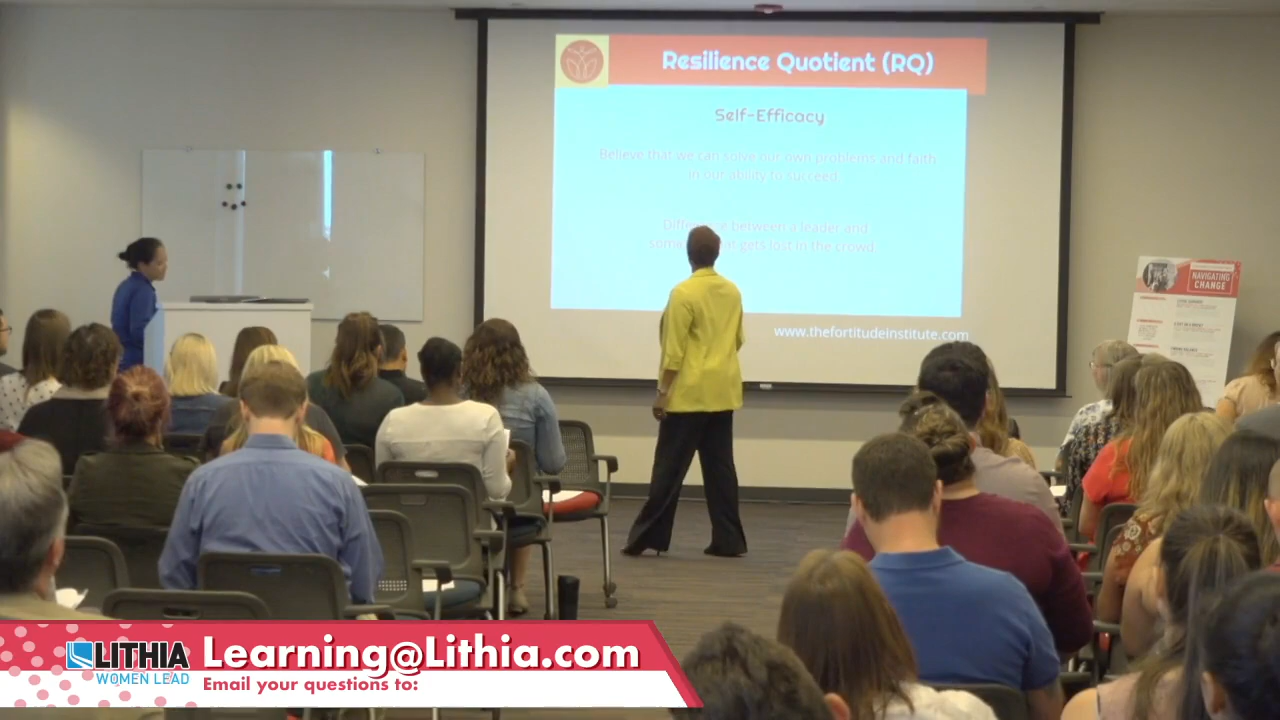 Resilience Quotient (RQ)
Self-Efficacy
Believe that we can solve our own problems and faith
in our ability to succeed.
between a leader and
gets lost in the crowd.
www.thefortitudeinstitute.com
NAVIGATING
CHANGE
LITHIA
WOMEN LEAD
Learning@Lithia.com
Email your questions to: